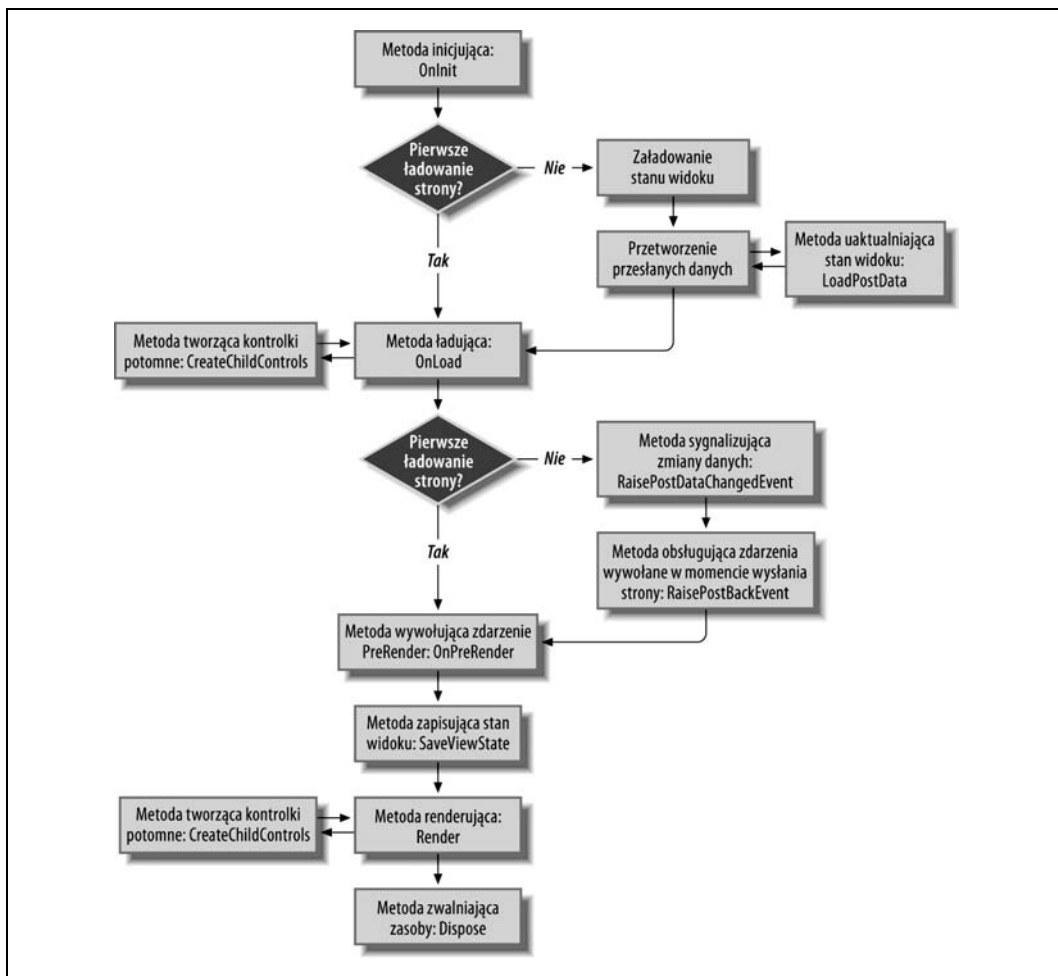 Metoda inicjująca:
OnInit
Pierwsze
ładowanie
strony?
Nie
Załadowanie
stanu widoku
Tak
Przetworzenie
przesłanych danych
Metoda uaktualniająca
stan widoku:
LoadPostData
Metoda tworząca kontrolki
potomne: CreateChildControls
Metoda ładująca:
OnLoad
Pierwsze
ładowanie
strony?
Nie
Metoda sygnalizująca
zmiany danych:
RaisePostDataChangedEvent
Tak
Metoda obsługująca zdarzenia
wywołane w momencie wysłania
strony: RaisePostBackEvent
Metoda wywołująca zdarzenie
PreRender: OnPreRender
Metoda zapisująca stan
widoku: SaveViewState
Metoda tworząca kontrolki
potomne: CreateChildControls
Metoda renderująca:
Render
Metoda zwalniająca
zasoby: Dispose